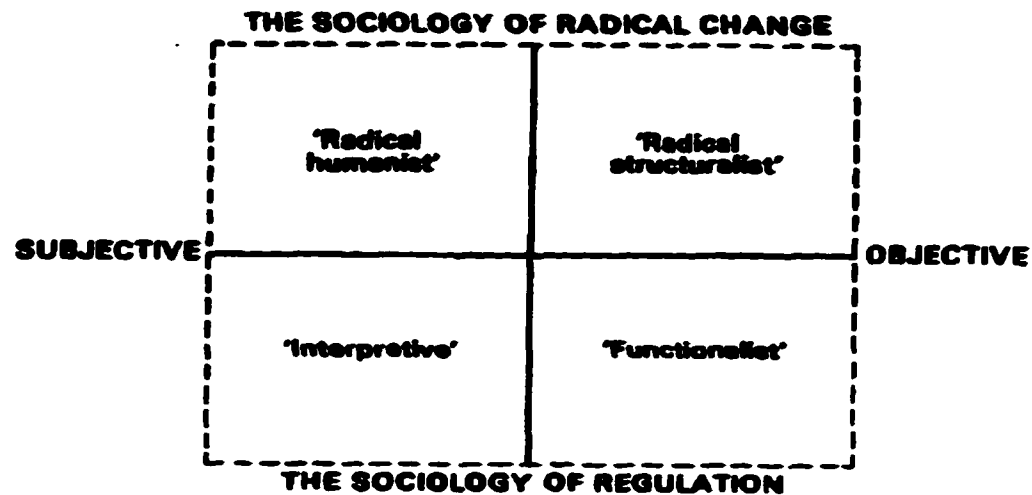 THE SOCIOLOGY OF RADICAL CHANGE
'Radical
humanist'
'Radical
structuralist'
SUBJECTIVE
OBJECTIVE
'Interpretive'
'Functionalist'
THE SOCIOLOGY OF REGULATION